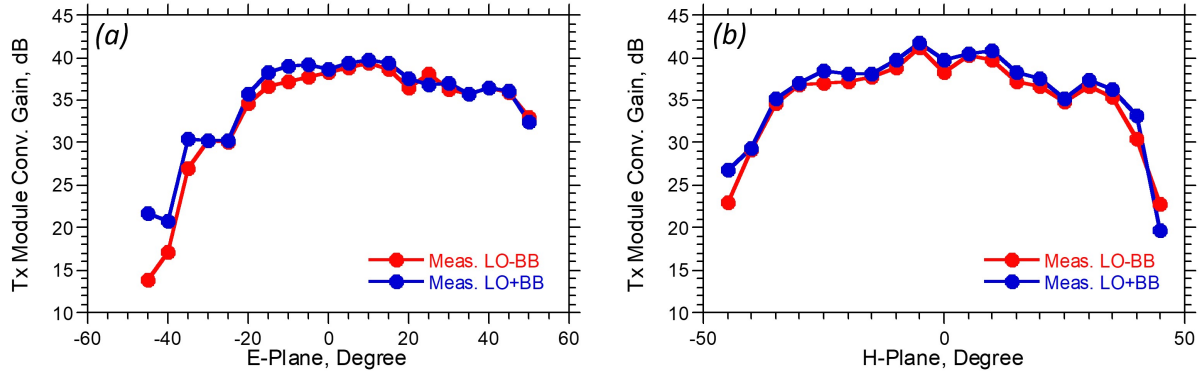 (a)
Tx Module Conv. Gain, dB
45
40
35
30
25
20
15
10
Meas. LO-BB
Meas. LO+BB
-60 -40 -20 0 20 40 60
E-Plane, Degree
(b)
Tx Module Conv. Gain, dB
45
40
35
30
25
20
15
10
Meas. LO-BB
Meas. LO+BB
-50 0 50
H-Plane, Degree